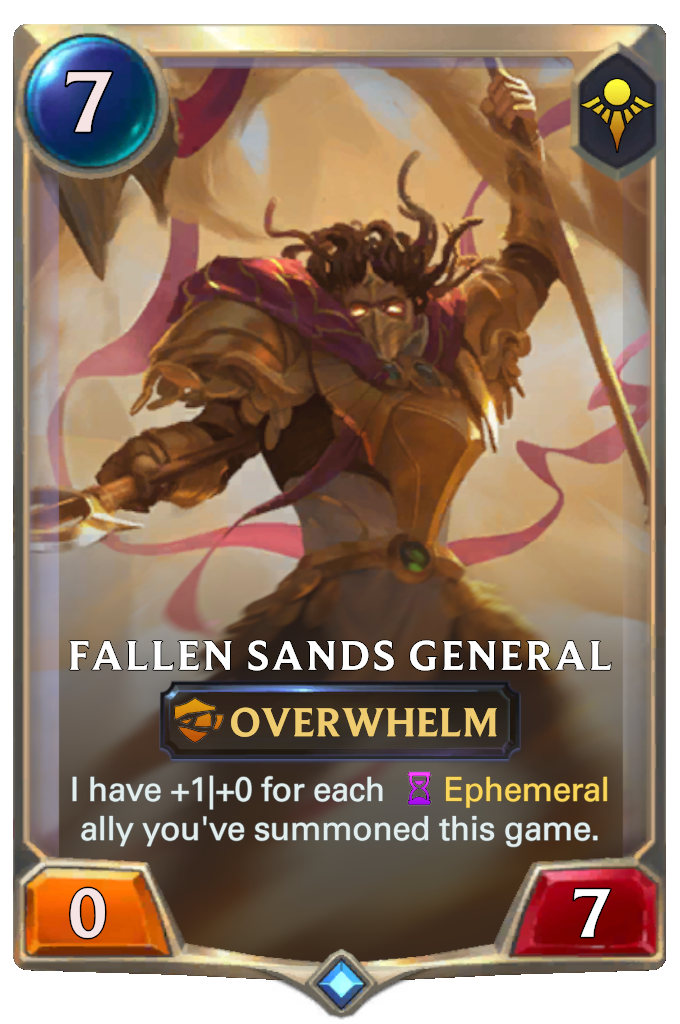 7
FALLEN SANDS GENERAL
OVERWHELM
I have +1|+0 for each Ephemeral
ally you've summoned this game.
0
7